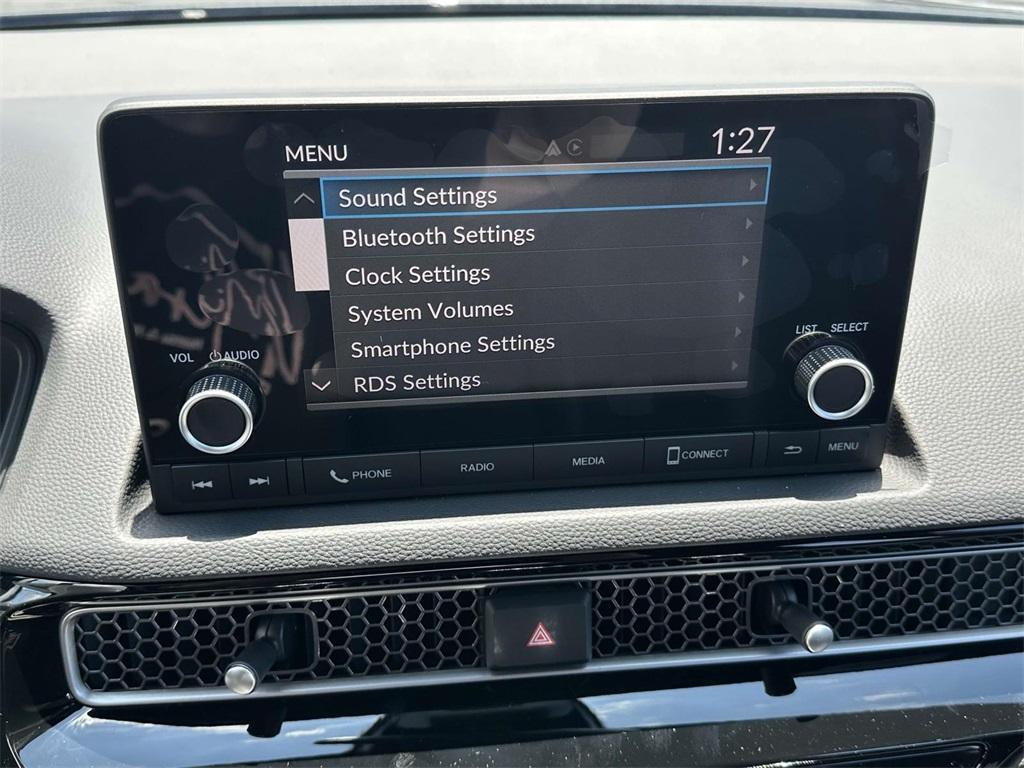 MENU
1:27
Sound Settings
Bluetooth Settings
Clock Settings
System Volumes
Smartphone Settings
RDS Settings
VOL AUDIO
LIST SELECT
PHONE RADIO MEDIA CONNECT MENU